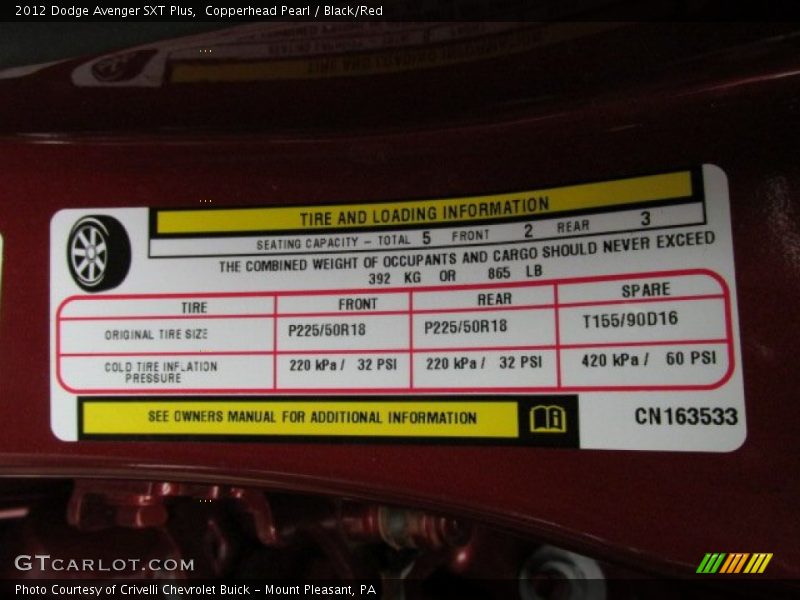 2012 Dodge Avenger SXT Plus,  Copperhead Pearl / Black/Red
TIRE AND LOADING INFORMATION
SEATING CAPACITY – TOTAL 5 FRONT 2 REAR 3
THE COMBINED WEIGHT OF OCCUPANTS AND CARGO SHOULD NEVER EXCEED
392 KG OR 865 LB
TIRE FRONT REAR SPARE
ORIGINAL TIRE SIZE P225/50R18 P225/50R18 T155/90D16
COLD TIRE INFLATION PRESSURE 220 kPa / 32 PSI 220 kPa / 32 PSI 420 kPa / 60 PSI
SEE OWNERS MANUAL FOR ADDITIONAL INFORMATION
CN163533
GTCARLOT.COM
Photo Courtesy of Crivelli Chevrolet Buick - Mount Pleasant, PA